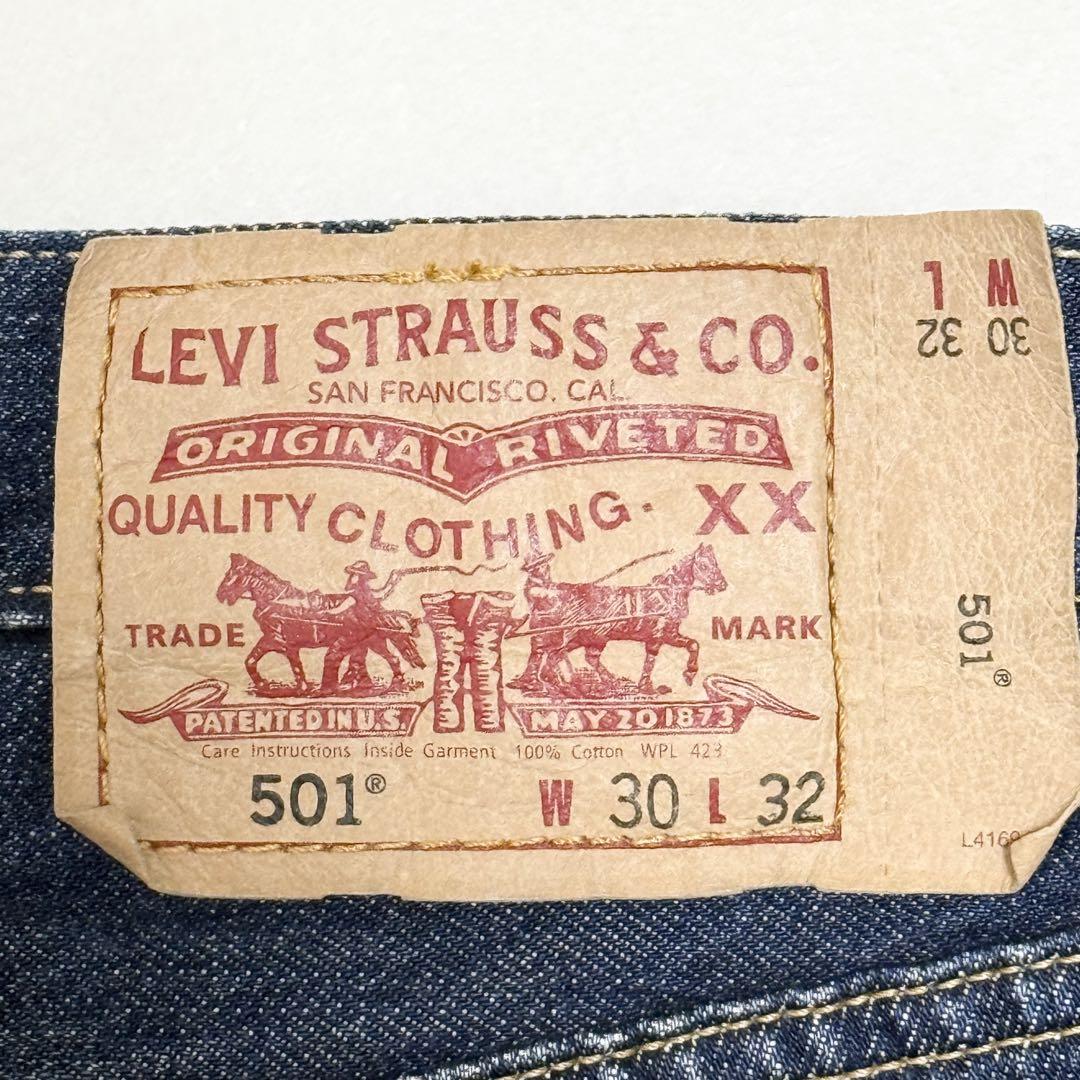 LEVI STRAUSS & CO.
SAN FRANCISCO. CAL.
ORIGINAL RIVETED
QUALITY CLOTHING. XX
TRADE MARK
PATENTED IN U.S. MAY 20 1873
Care Instructions Inside Garment 100% Cotton WPL 423
501® W 30 L 32
W L
30 32
501®